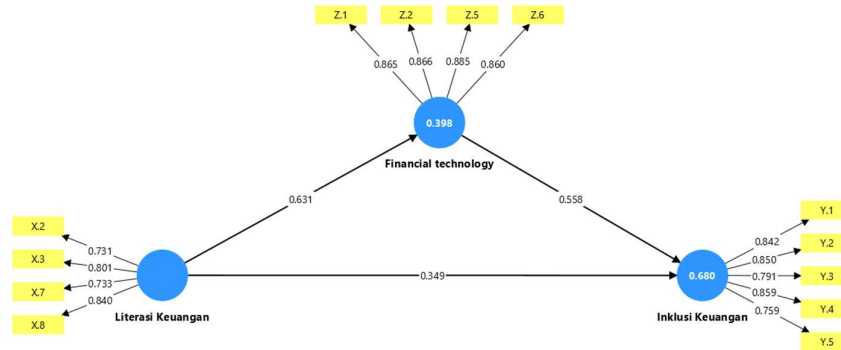 Z.1 Z.2 Z.5 Z.6
0.865 0.866 0.885 0.860
0.398
Financial technology
0.631 0.558
X.2
X.3
X.7
X.8
0.731
0.801
0.733
0.840
Literasi Keuangan
0.349
0.680
Inklusi Keuangan
0.842
0.850
0.791
0.859
0.759
Y.1
Y.2
Y.3
Y.4
Y.5